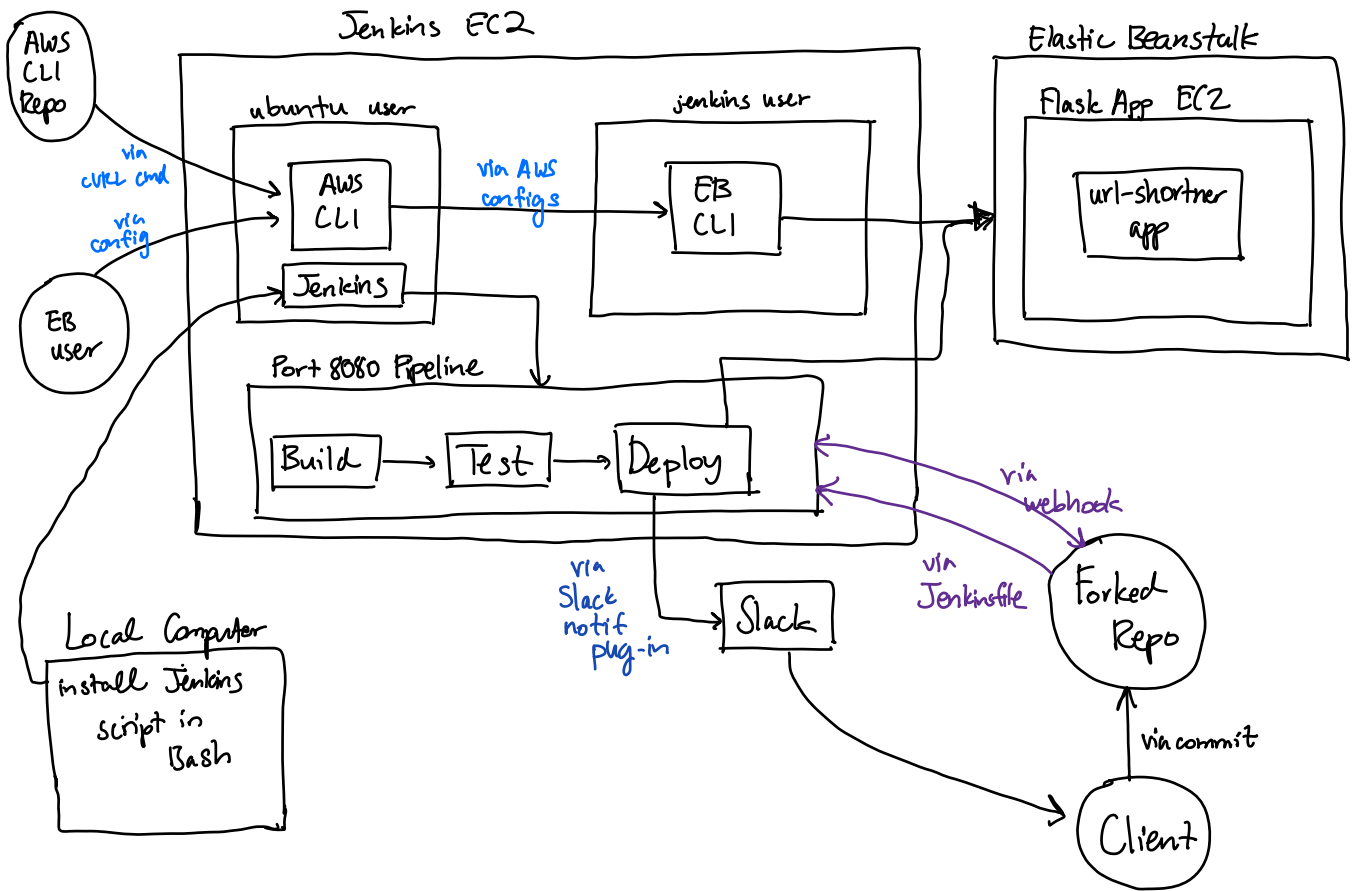 Jenkins EC2
AWS
CLI
Repo
Elastic Beanstalk
ubuntu user
jenkins user
Flask App EC2
via
cURL cmd
AWS
CLI
via AWS
configs
EB
CLI
url-shortner
app
via
config
Jenkins
EB
user
Port 8080 Pipeline
Build
Test
Deploy
via
webhook
via
Jenkinsfile
via
Slack
notif
plug-in
Slack
Forked
Repo
Local Computer
install Jenkins
script in
Bash
via commit
Client